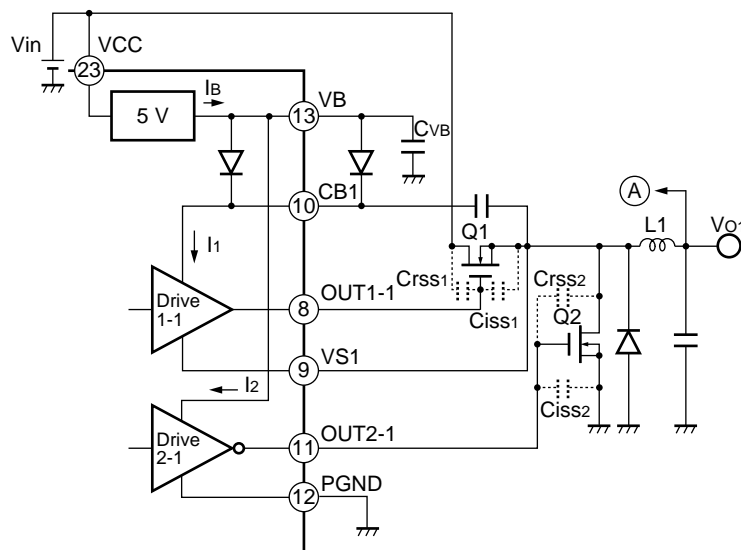 Vin
VCC
23
5 V
IB
VB
13
CVB
CB1
10
I1
A
L1
VO1
Q1
Crss1
Ciss1
Crss2
Q2
Ciss2
Drive
1-1
8
OUT1-1
9
VS1
I2
Drive
2-1
11
OUT2-1
12
PGND